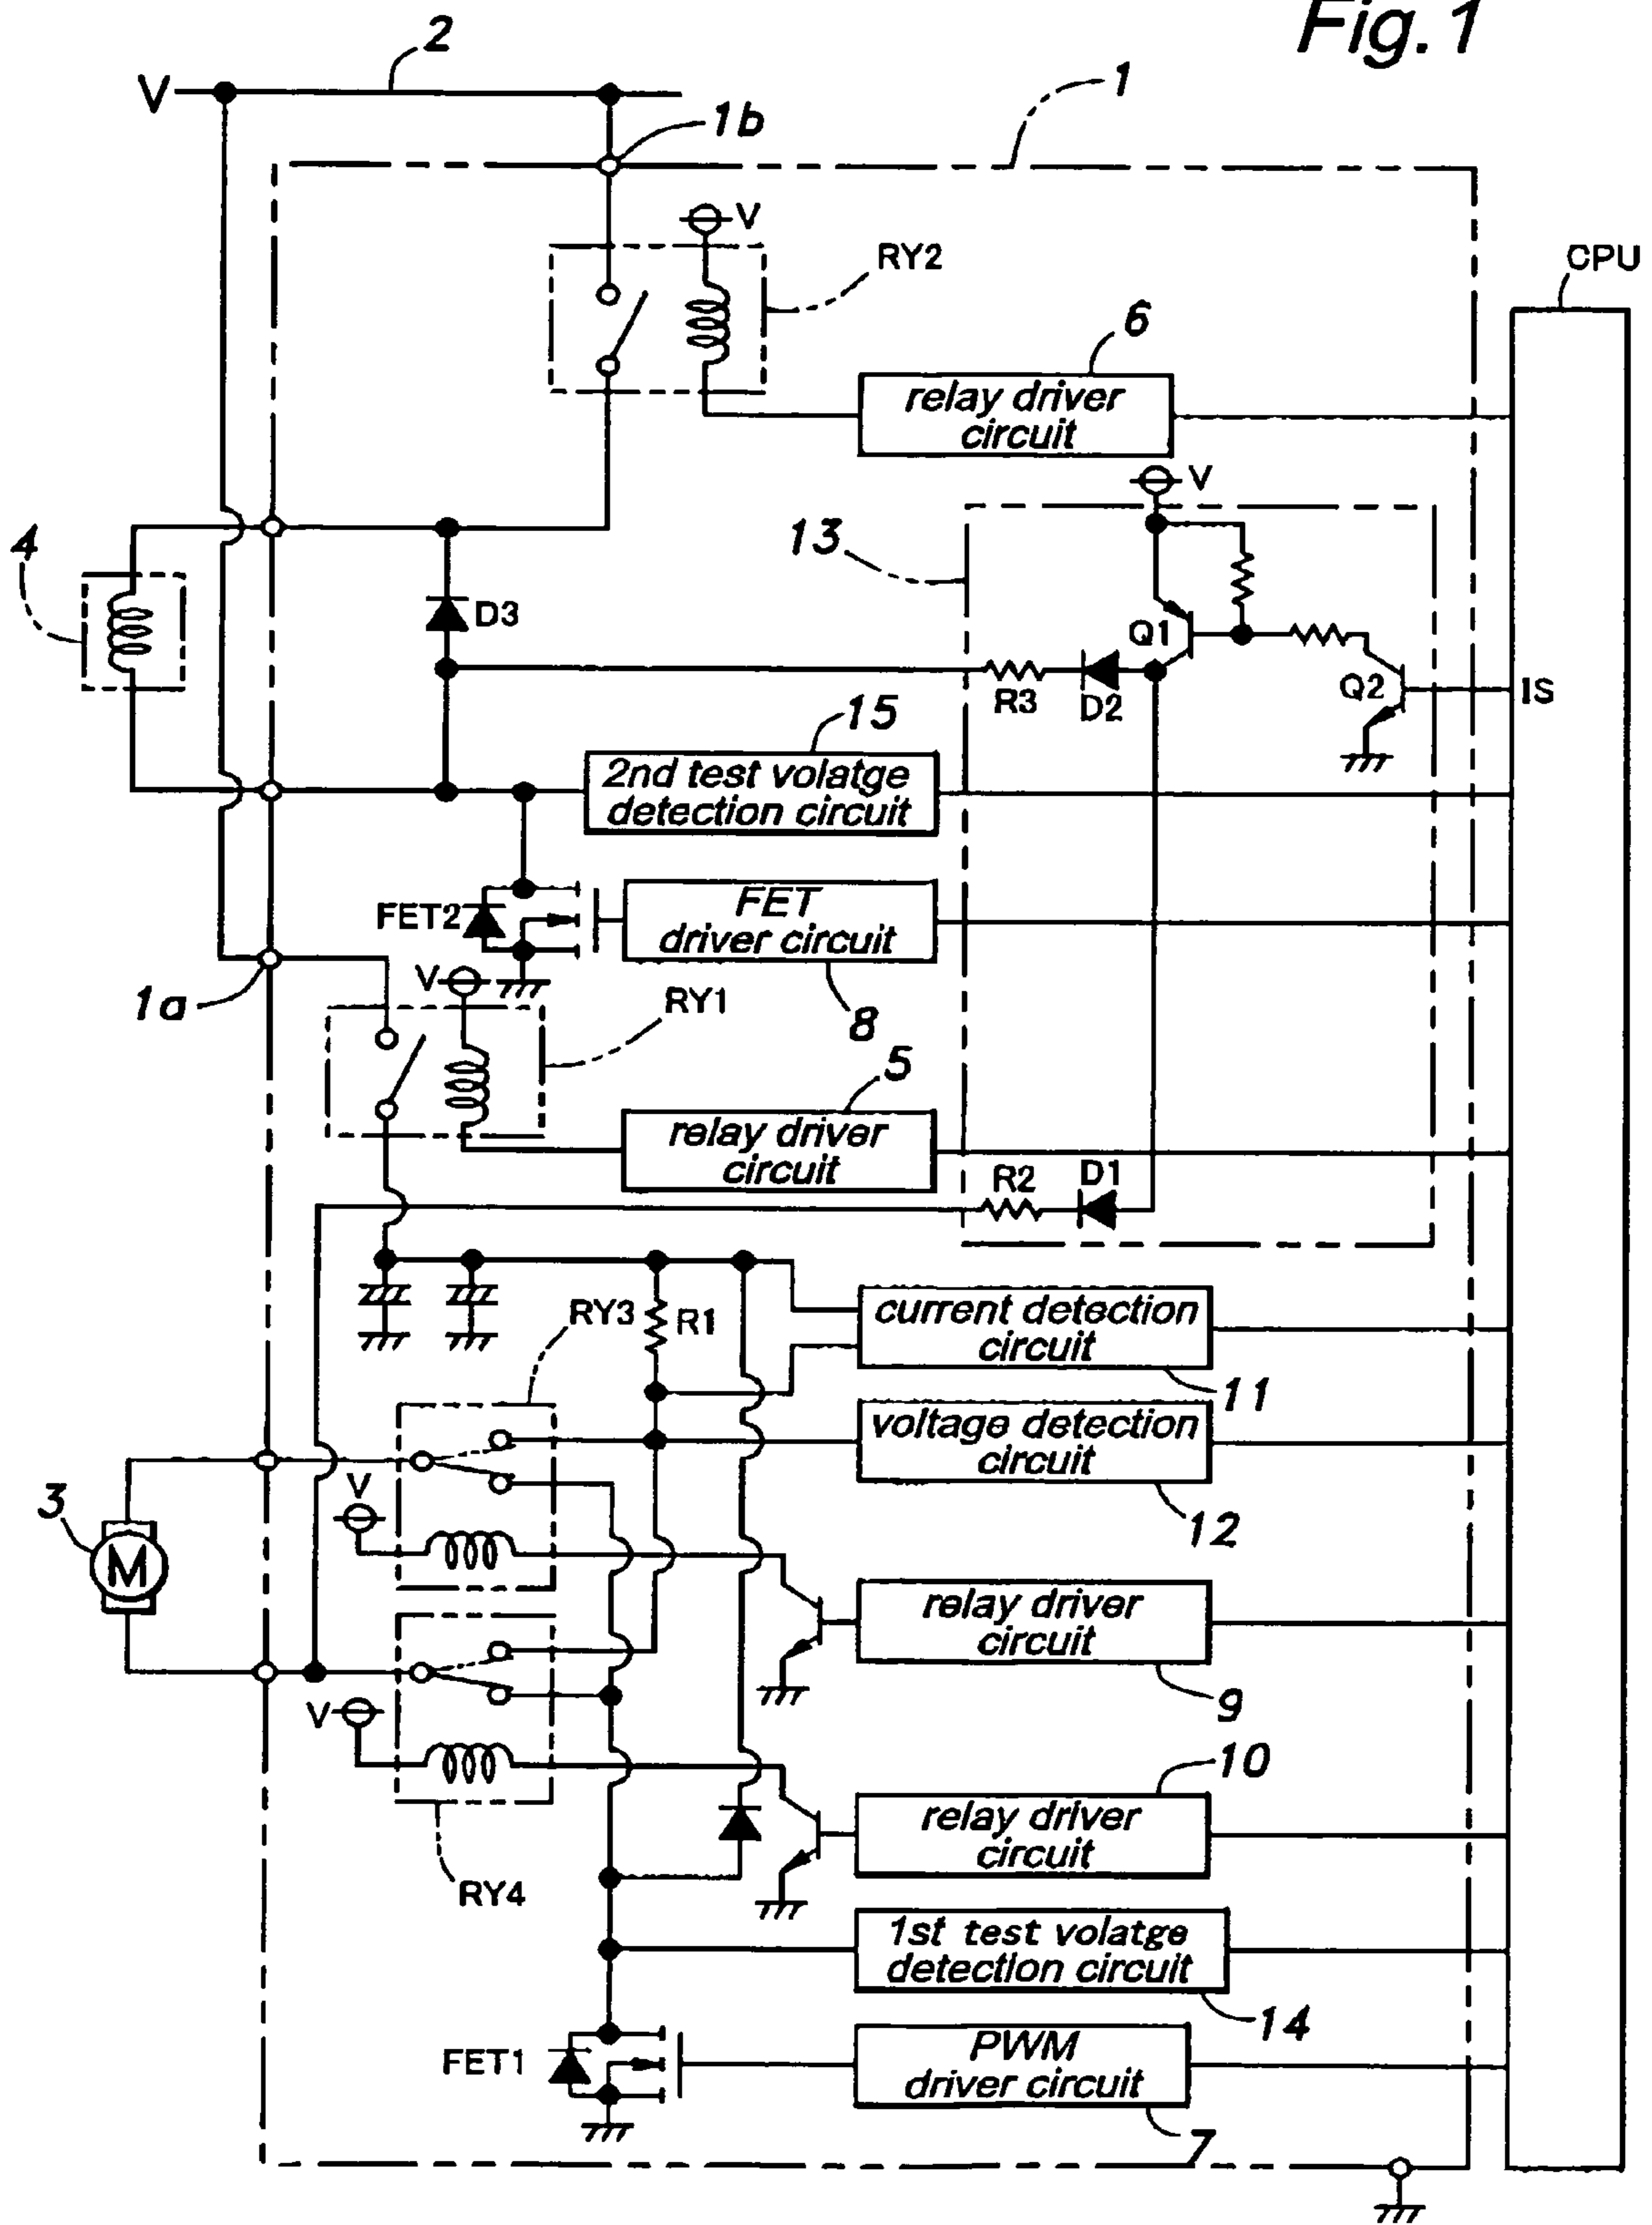 Fig.1
2
V
1
1b
V
RY2
CPU
6
relay driver
circuit
V
13
4
D3
Q1
R3
D2
Q2
IS
15
2nd test volatge
detection circuit
FET2
FET
driver circuit
1a
V
RY1
8
5
relay driver
circuit
R2
D1
RY3
R1
current detection
circuit
11
voltage detection
circuit
12
V
3
M
relay driver
circuit
9
V
10
relay driver
circuit
RY4
1st test volatge
detection circuit
14
FET1
PWM
driver circuit
7